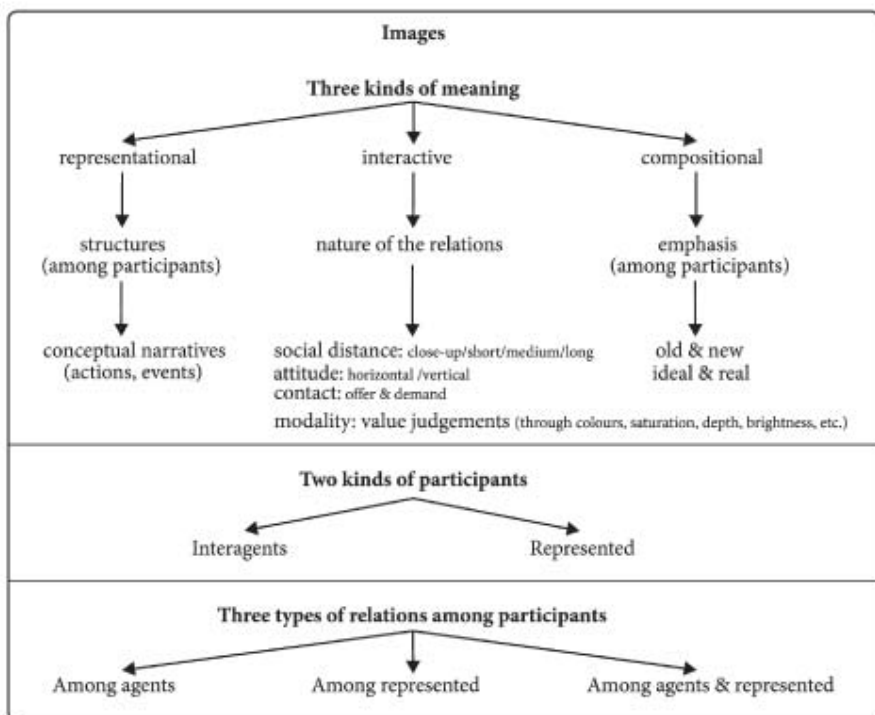 Images
Three kinds of meaning
representational interactive compositional
structures nature of the relations emphasis
(among participants) (among participants)
conceptual narratives social distance: close-up/short/medium/long old & new
(actions, events) attitude: horizontal /vertical ideal & real
contact: offer & demand
modality: value judgements (through colours, saturation, depth, brightness, etc.)
Two kinds of participants
Interagents Represented
Three types of relations among participants
Among agents Among represented Among agents & represented